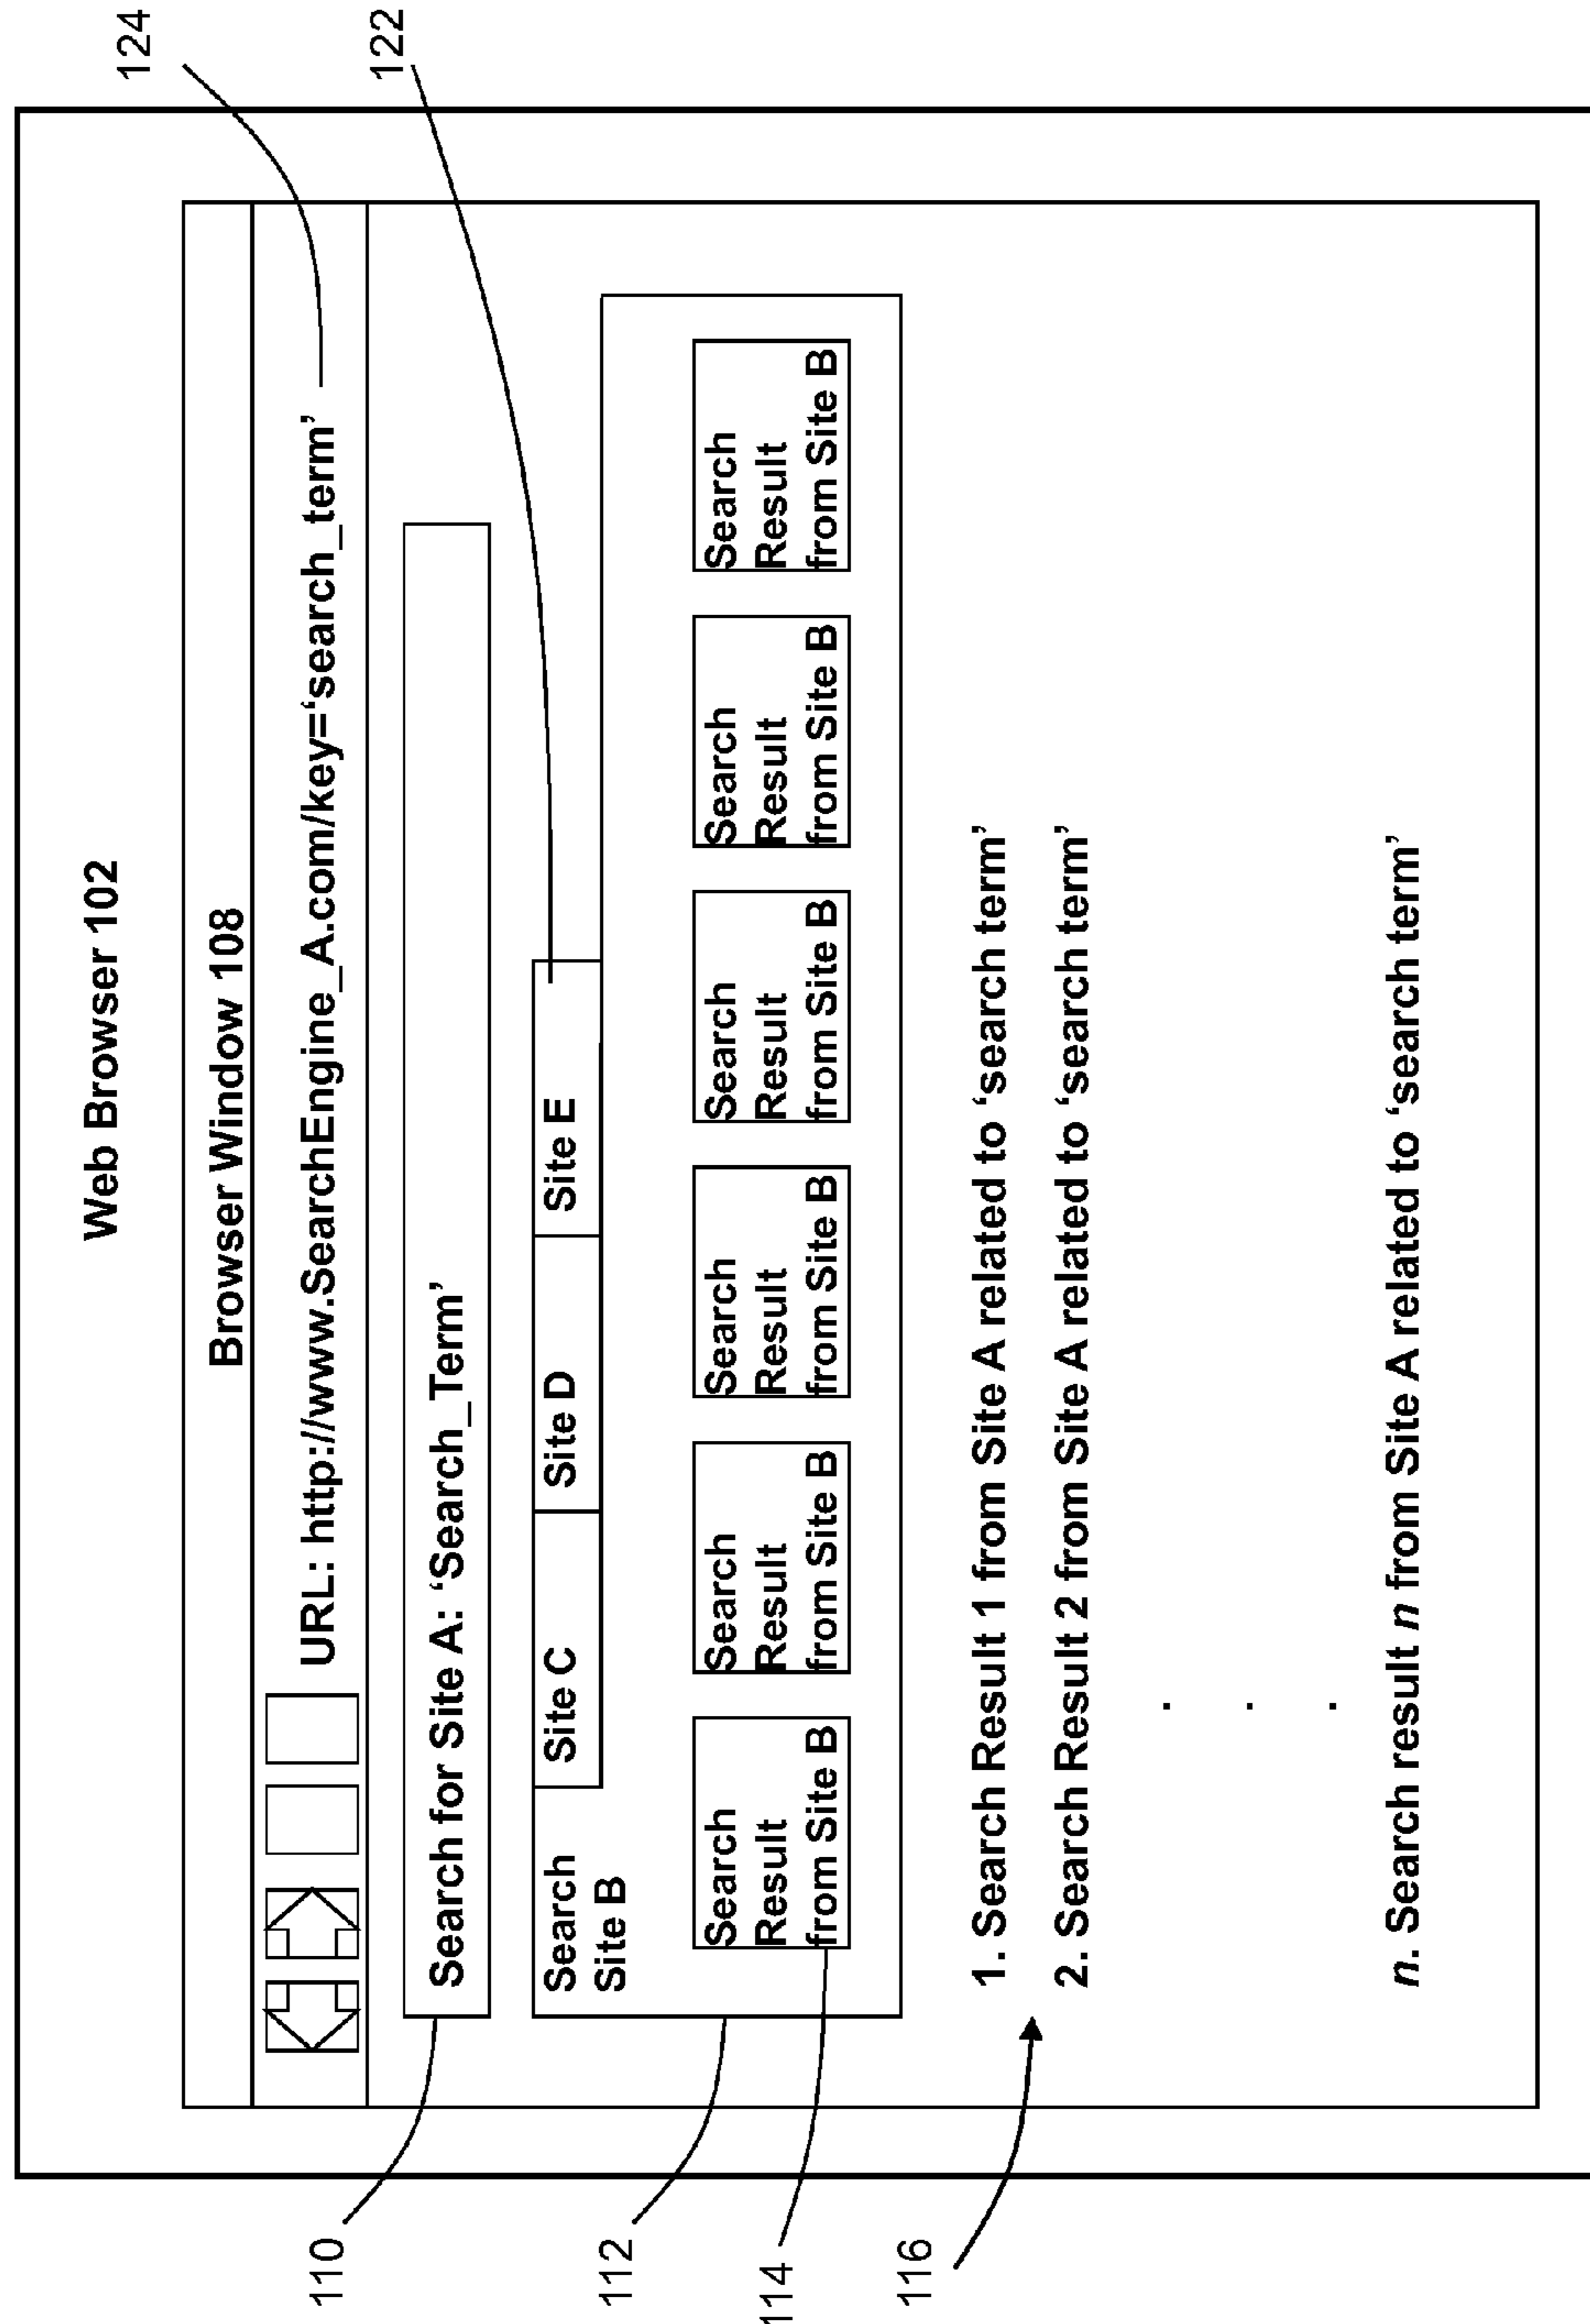 Web Browser 102
Browser Window 108
124
URL: http://www.SearchEngine_A.com/key=‘search_term’
122
110
Search for Site A: ‘Search_Term’
Search
Site B
Site C
Site D
Site E
112
Search
Result
from Site B
Search
Result
from Site B
Search
Result
from Site B
Search
Result
from Site B
Search
Result
from Site B
Search
Result
from Site B
114
116
1. Search Result 1 from Site A related to ‘search term’
2. Search Result 2 from Site A related to ‘search term’
.
.
.
n. Search result n from Site A related to ‘search term’